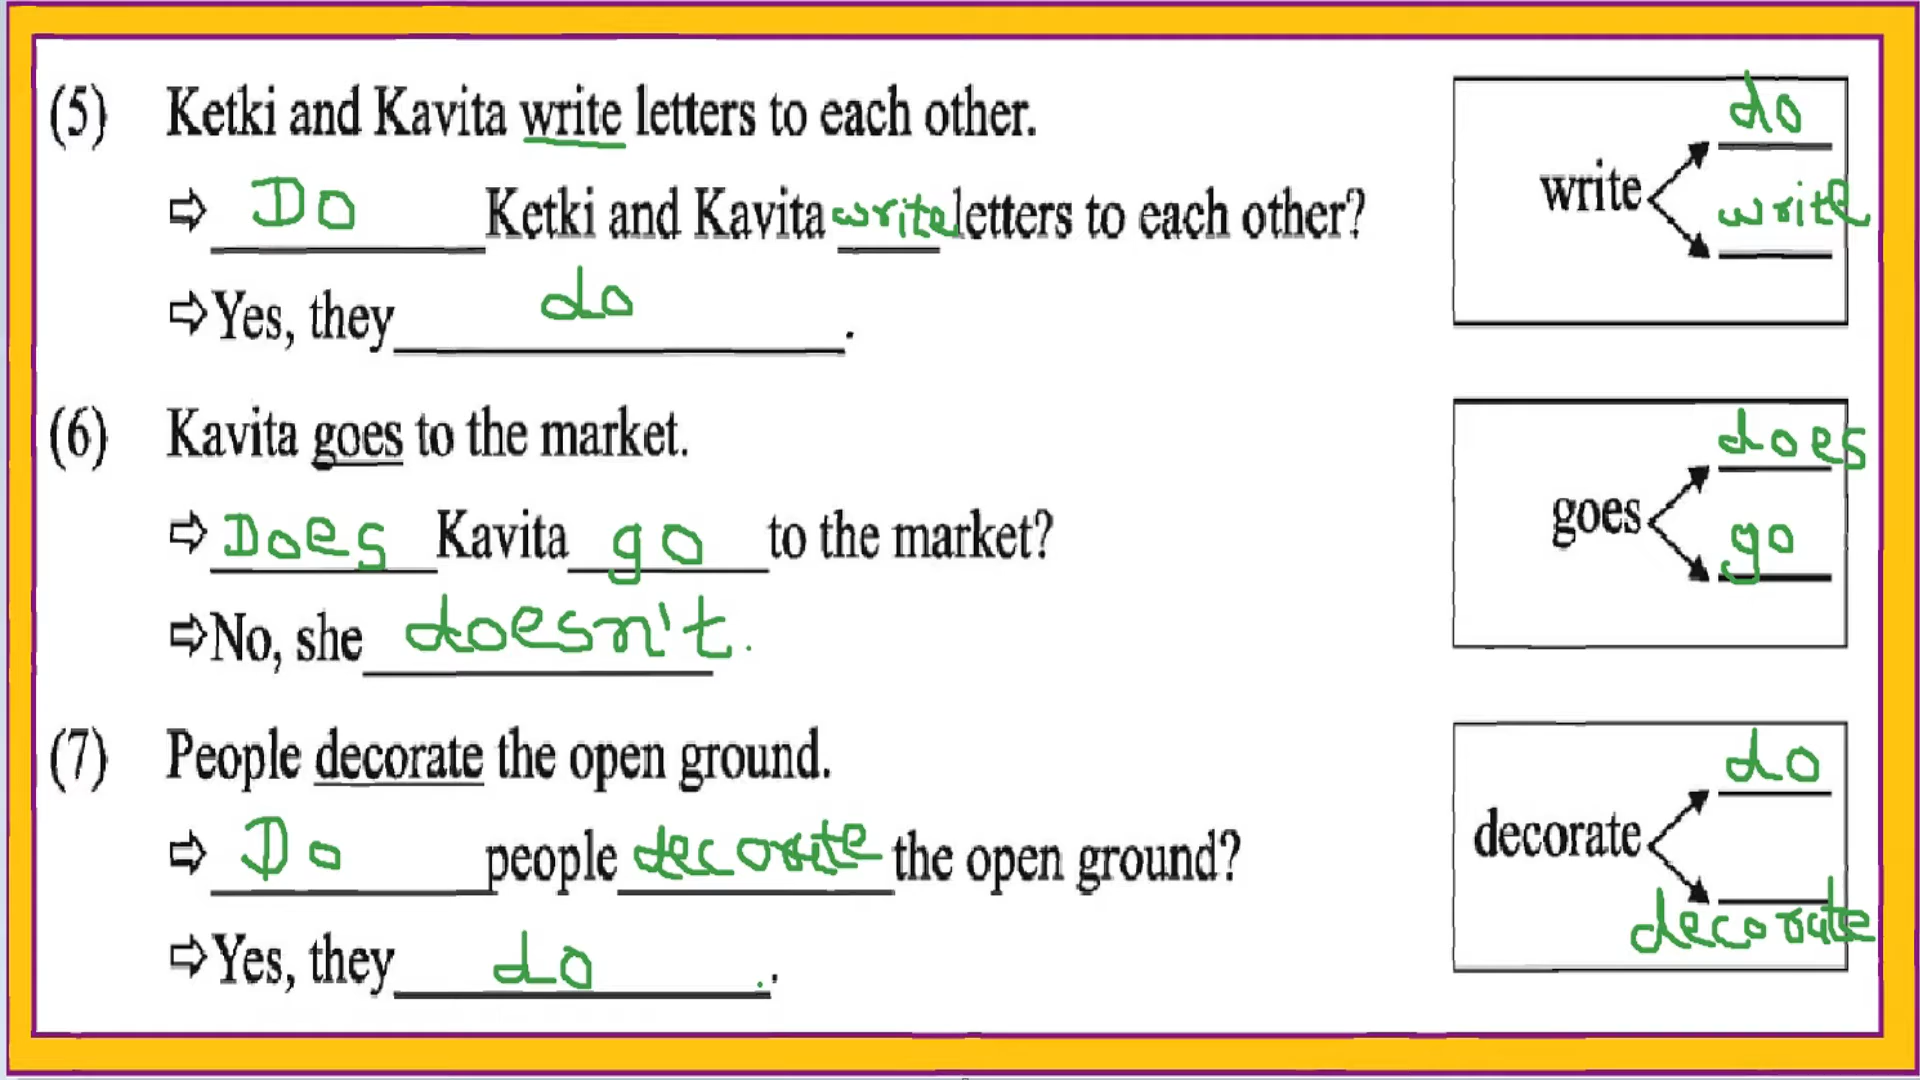 (5) Ketki and Kavita write letters to each other.
⇨ Do Ketki and Kavita write letters to each other?
⇨ Yes, they do.
write
do
write
(6) Kavita goes to the market.
⇨ Does Kavita go to the market?
⇨ No, she doesn't.
goes
does
go
(7) People decorate the open ground.
⇨ Do people decorate the open ground?
⇨ Yes, they do.
decorate
do
decorate